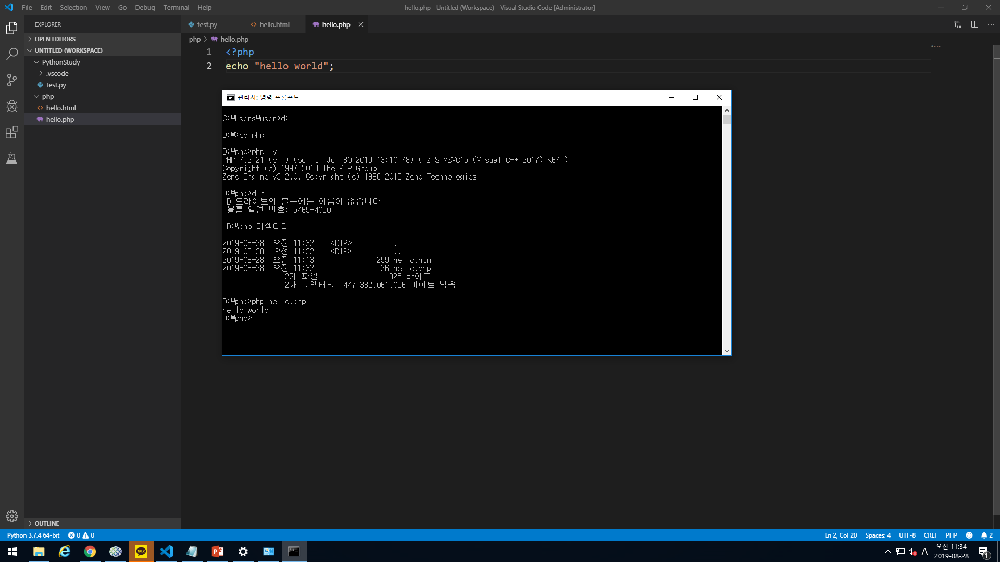 File Edit Selection View Go Debug Terminal Help
hello.php - Untitled (Workspace) - Visual Studio Code [Administrator]
EXPLORER
OPEN EDITORS
UNTITLED (WORKSPACE)
PythonStudy
.vscode
test.py
php
hello.html
hello.php
OUTLINE
test.py hello.html hello.php
php > hello.php
1 <?php
2 echo "hello world";
관리자: 명령 프롬프트
C:\Users\user>d:
D:\>cd php
D:\php>php -v
PHP 7.2.21 (cli) (built: Jul 30 2019 13:10:48) ( ZTS MSVC15 (Visual C++ 2017) x64 )
Copyright (c) 1997-2018 The PHP Group
Zend Engine v3.2.0, Copyright (c) 1998-2018 Zend Technologies
D:\php>dir
D 드라이브의 볼륨에는 이름이 없습니다.
볼륨 일련 번호: 5465-4090
D:\php 디렉터리
2019-08-28 오전 11:32 <DIR> .
2019-08-28 오전 11:32 <DIR> ..
2019-08-28 오전 11:13 299 hello.html
2019-08-28 오전 11:32 26 hello.php
2개 파일 325 바이트
2개 디렉터리 447,382,061,056 바이트 남음
D:\php>php hello.php
hello world
D:\php>
Python 3.7.4 64-bit 0 0
Ln 2, Col 20 Spaces: 4 UTF-8 CRLF PHP 2
TALK
A
오전 11:34
2019-08-28
1